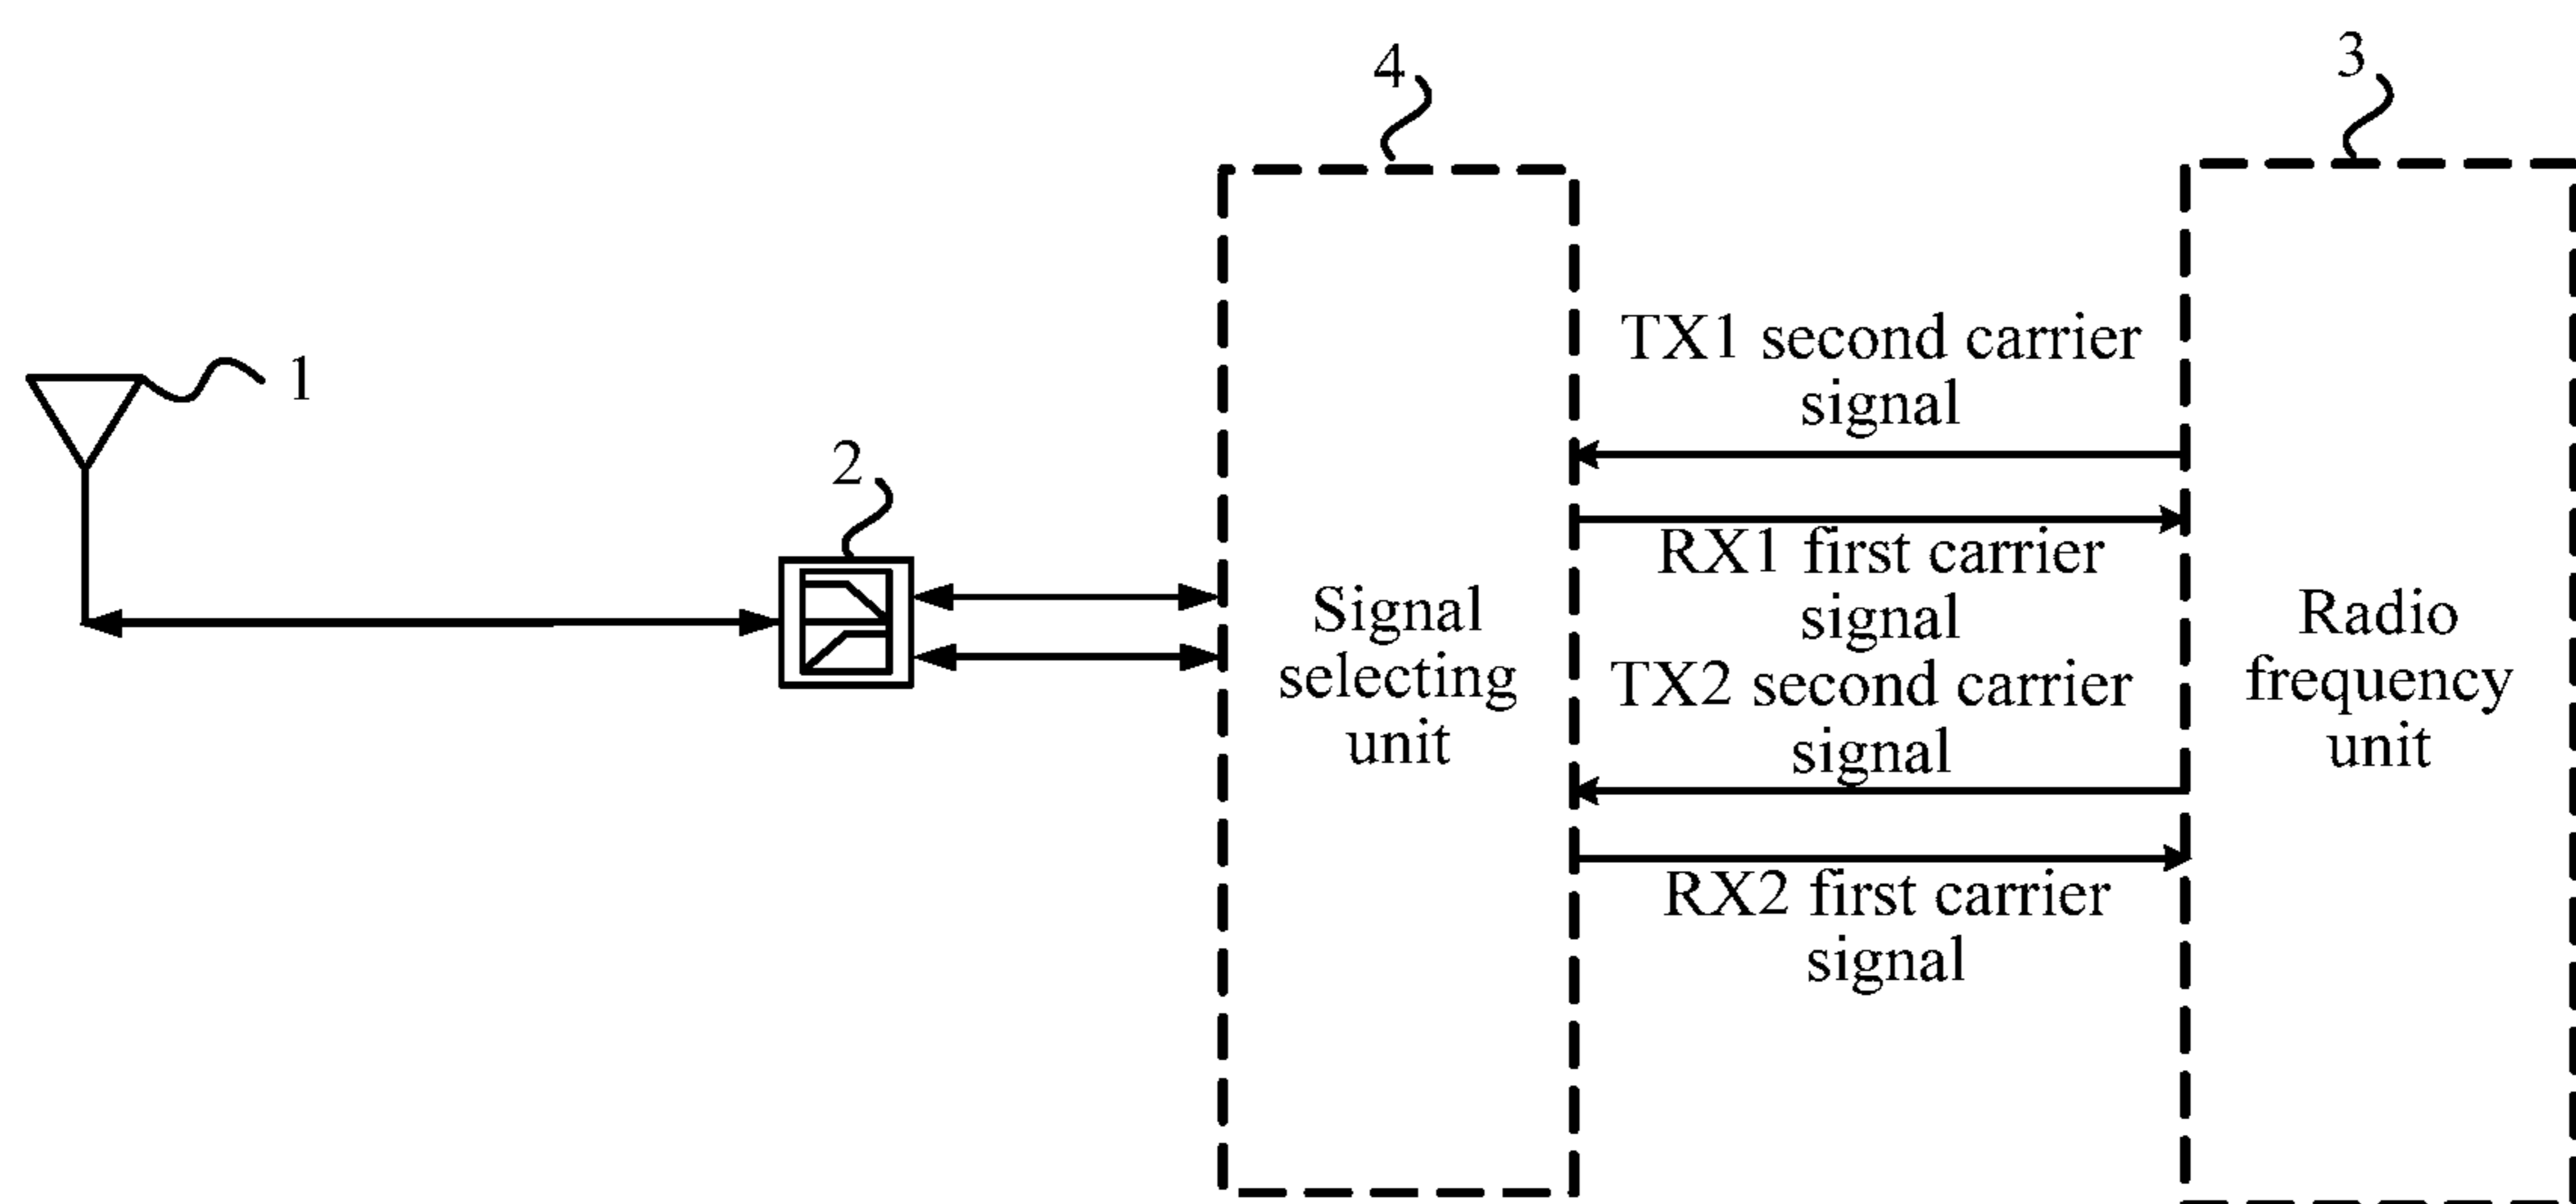 4
3
1
2
TX1 second carrier
signal
RX1 first carrier
signal
TX2 second carrier
signal
RX2 first carrier
signal
Signal
selecting
unit
Radio
frequency
unit